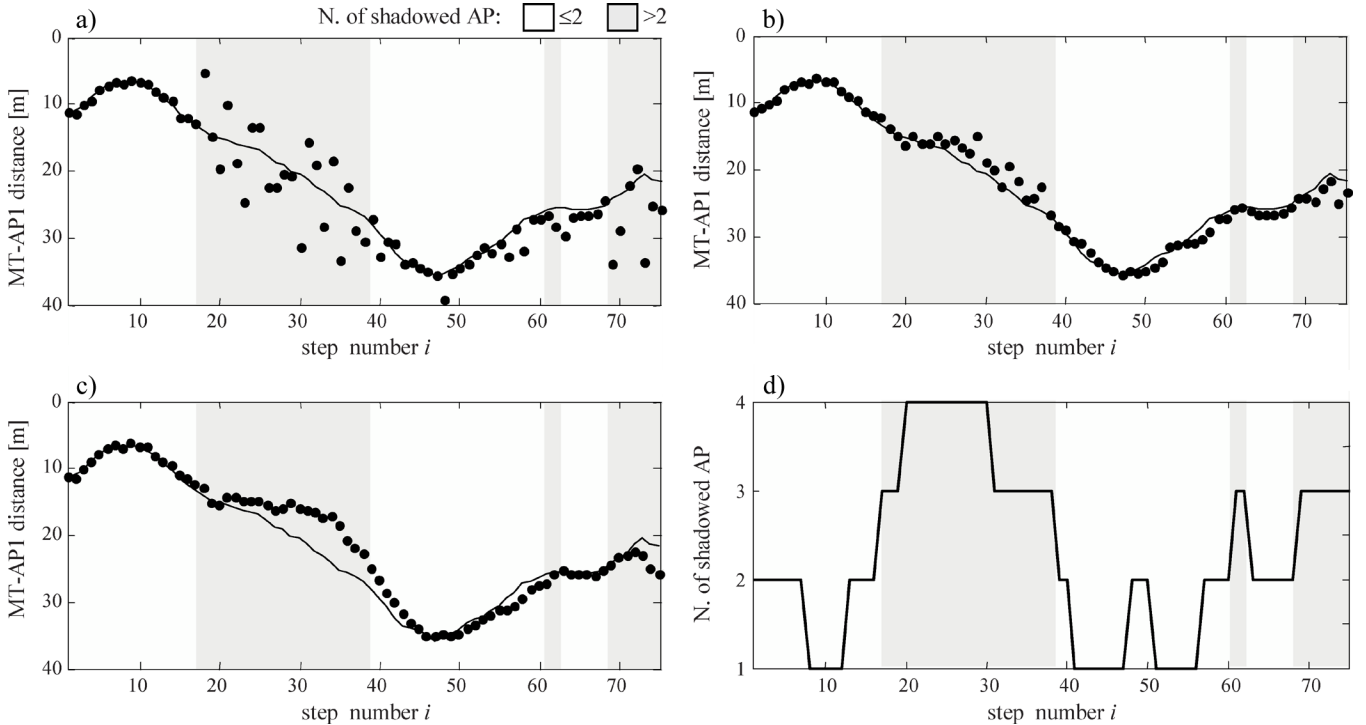 N. of shadowed AP: ≤2 >2
a)
MT-AP1 distance [m]
0
10
20
30
40
10 20 30 40 50 60 70
step number i
b)
MT-AP1 distance [m]
0
10
20
30
40
10 20 30 40 50 60 70
step number i
c)
MT-AP1 distance [m]
0
10
20
30
40
10 20 30 40 50 60 70
step number i
d)
N. of shadowed AP
4
3
2
1
10 20 30 40 50 60 70
step number i